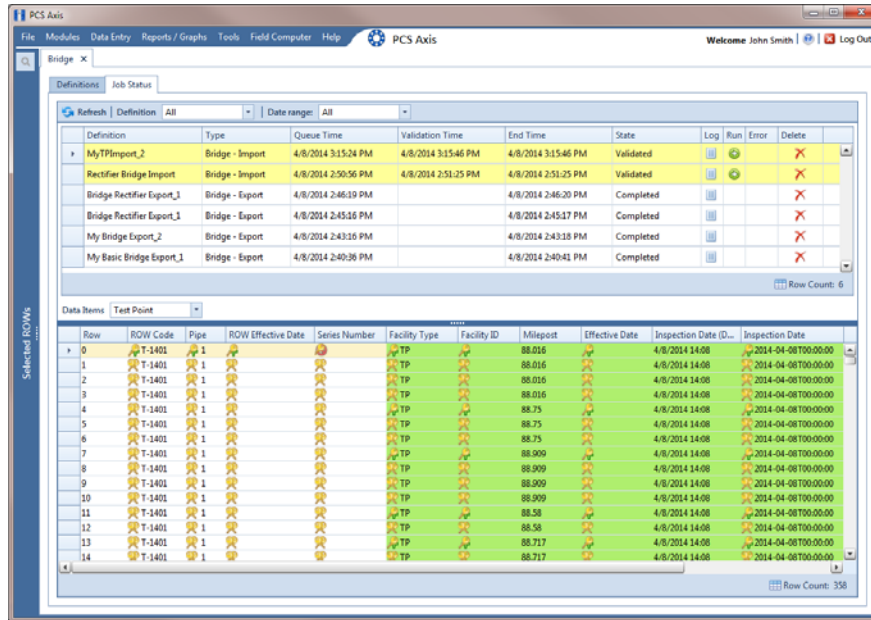 PCS Axis
File Modules Data Entry Reports / Graphs Tools Field Computer Help PCS Axis Welcome John Smith Log Out
Bridge X
Definitions Job Status
Refresh Definition All Date range: All
Definition Type Queue Time Validation Time End Time State Log Run Error Delete
MyTPImport_2 Bridge - Import 4/8/2014 3:15:24 PM 4/8/2014 3:15:46 PM 4/8/2014 3:15:46 PM Validated
Rectifier Bridge Import Bridge - Import 4/8/2014 2:50:56 PM 4/8/2014 2:51:25 PM 4/8/2014 2:51:25 PM Validated
Bridge Rectifier Export_1 Bridge - Export 4/8/2014 2:46:19 PM 4/8/2014 2:46:20 PM Completed
Bridge Rectifier Export_1 Bridge - Export 4/8/2014 2:45:16 PM 4/8/2014 2:45:17 PM Completed
My Bridge Export_2 Bridge - Export 4/8/2014 2:43:16 PM 4/8/2014 2:43:18 PM Completed
My Basic Bridge Export_1 Bridge - Export 4/8/2014 2:40:36 PM 4/8/2014 2:40:41 PM Completed
Row Count: 6
Selected ROWs
Data Items Test Point
Row ROW Code Pipe ROW Effective Date Series Number Facility Type Facility ID Milepost Effective Date Inspection Date (D... Inspection Date
0 T-1401 1 TP 88.016 4/8/2014 14:08 2014-04-08T00:00:00
1 T-1401 1 TP 88.016 4/8/2014 14:08 2014-04-08T00:00:00
2 T-1401 1 TP 88.016 4/8/2014 14:08 2014-04-08T00:00:00
3 T-1401 1 TP 88.016 4/8/2014 14:08 2014-04-08T00:00:00
4 T-1401 1 TP 88.75 4/8/2014 14:08 2014-04-08T00:00:00
5 T-1401 1 TP 88.75 4/8/2014 14:08 2014-04-08T00:00:00
6 T-1401 1 TP 88.75 4/8/2014 14:08 2014-04-08T00:00:00
7 T-1401 1 TP 88.909 4/8/2014 14:08 2014-04-08T00:00:00
8 T-1401 1 TP 88.909 4/8/2014 14:08 2014-04-08T00:00:00
9 T-1401 1 TP 88.909 4/8/2014 14:08 2014-04-08T00:00:00
10 T-1401 1 TP 88.909 4/8/2014 14:08 2014-04-08T00:00:00
11 T-1401 1 TP 88.58 4/8/2014 14:08 2014-04-08T00:00:00
12 T-1401 1 TP 88.58 4/8/2014 14:08 2014-04-08T00:00:00
13 T-1401 1 TP 88.717 4/8/2014 14:08 2014-04-08T00:00:00
14 T-1401 1 TP 88.717 4/8/2014 14:08 2014-04-08T00:00:00
Row Count: 358